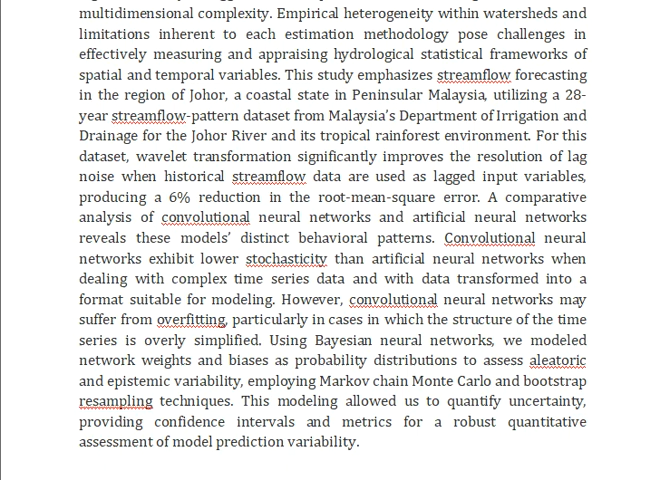 multidimensional complexity. Empirical heterogeneity within watersheds and
limitations inherent to each estimation methodology pose challenges in
effectively measuring and appraising hydrological statistical frameworks of
spatial and temporal variables. This study emphasizes streamflow forecasting
in the region of Johor, a coastal state in Peninsular Malaysia, utilizing a 28-
year streamflow-pattern dataset from Malaysia's Department of Irrigation and
Drainage for the Johor River and its tropical rainforest environment. For this
dataset, wavelet transformation significantly improves the resolution of lag
noise when historical streamflow data are used as lagged input variables,
producing a 6% reduction in the root-mean-square error. A comparative
analysis of convolutional neural networks and artificial neural networks
reveals these models' distinct behavioral patterns. Convolutional neural
networks exhibit lower stochasticity than artificial neural networks when
dealing with complex time series data and with data transformed into a
format suitable for modeling. However, convolutional neural networks may
suffer from overfitting, particularly in cases in which the structure of the time
series is overly simplified. Using Bayesian neural networks, we modeled
network weights and biases as probability distributions to assess aleatoric
and epistemic variability, employing Markov chain Monte Carlo and bootstrap
resampling techniques. This modeling allowed us to quantify uncertainty,
providing confidence intervals and metrics for a robust quantitative
assessment of model prediction variability.